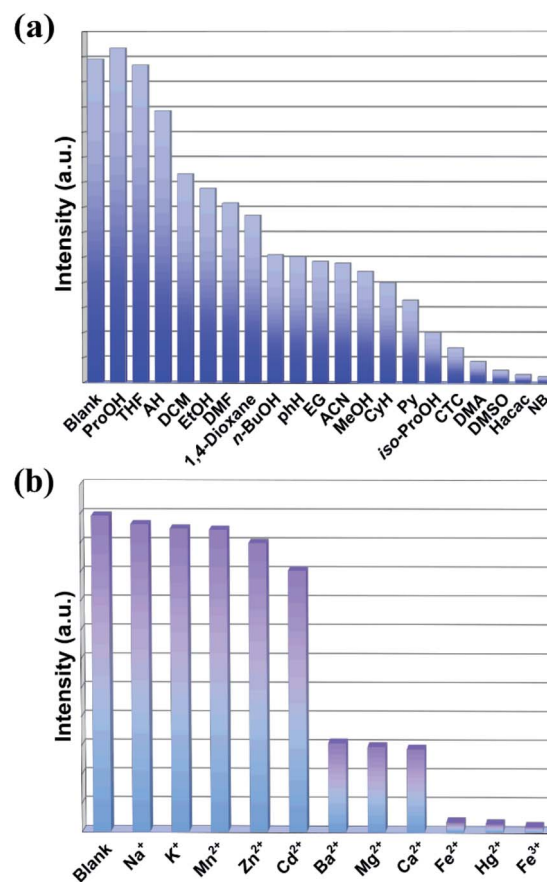 (a)
Intensity (a.u.)
Blank
ProOH
THF
AH
DCM
EtOH
DMF
1,4-Dioxane
n-BuOH
phH
EG
ACN
MeOH
CyH
Py
iso-ProOH
CTC
DMA
DMSO
Hacac
NB
(b)
Intensity (a.u.)
Blank
Na⁺
K⁺
Mn²⁺
Zn²⁺
Cd²⁺
Ba²⁺
Mg²⁺
Ca²⁺
Fe²⁺
Hg²⁺
Fe³⁺